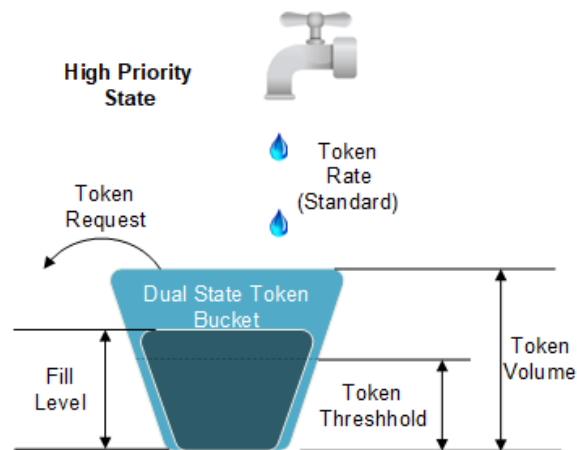 High Priority
State
Token
Rate
(Standard)
Token
Request
Dual State Token
Bucket
Fill
Level
Token
Threshhold
Token
Volume